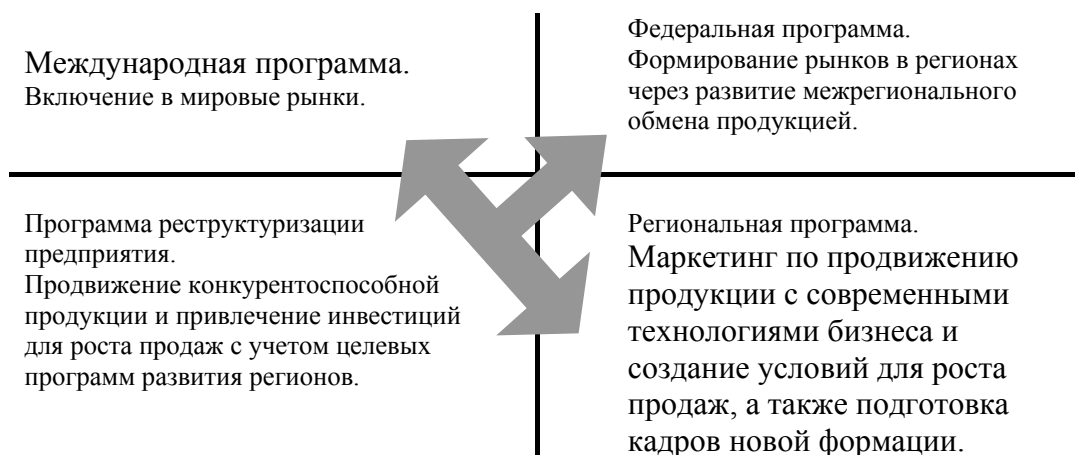 Международная программа.
Включение в мировые рынки.
Федеральная программа.
Формирование рынков в регионах
через развитие межрегионального
обмена продукцией.
Программа реструктуризации
предприятия.
Продвижение конкурентоспособной
продукции и привлечение инвестиций
для роста продаж с учетом целевых
программ развития регионов.
Региональная программа.
Маркетинг по продвижению
продукции с современными
технологиями бизнеса и
создание условий для роста
продаж, а также подготовка
кадров новой формации.